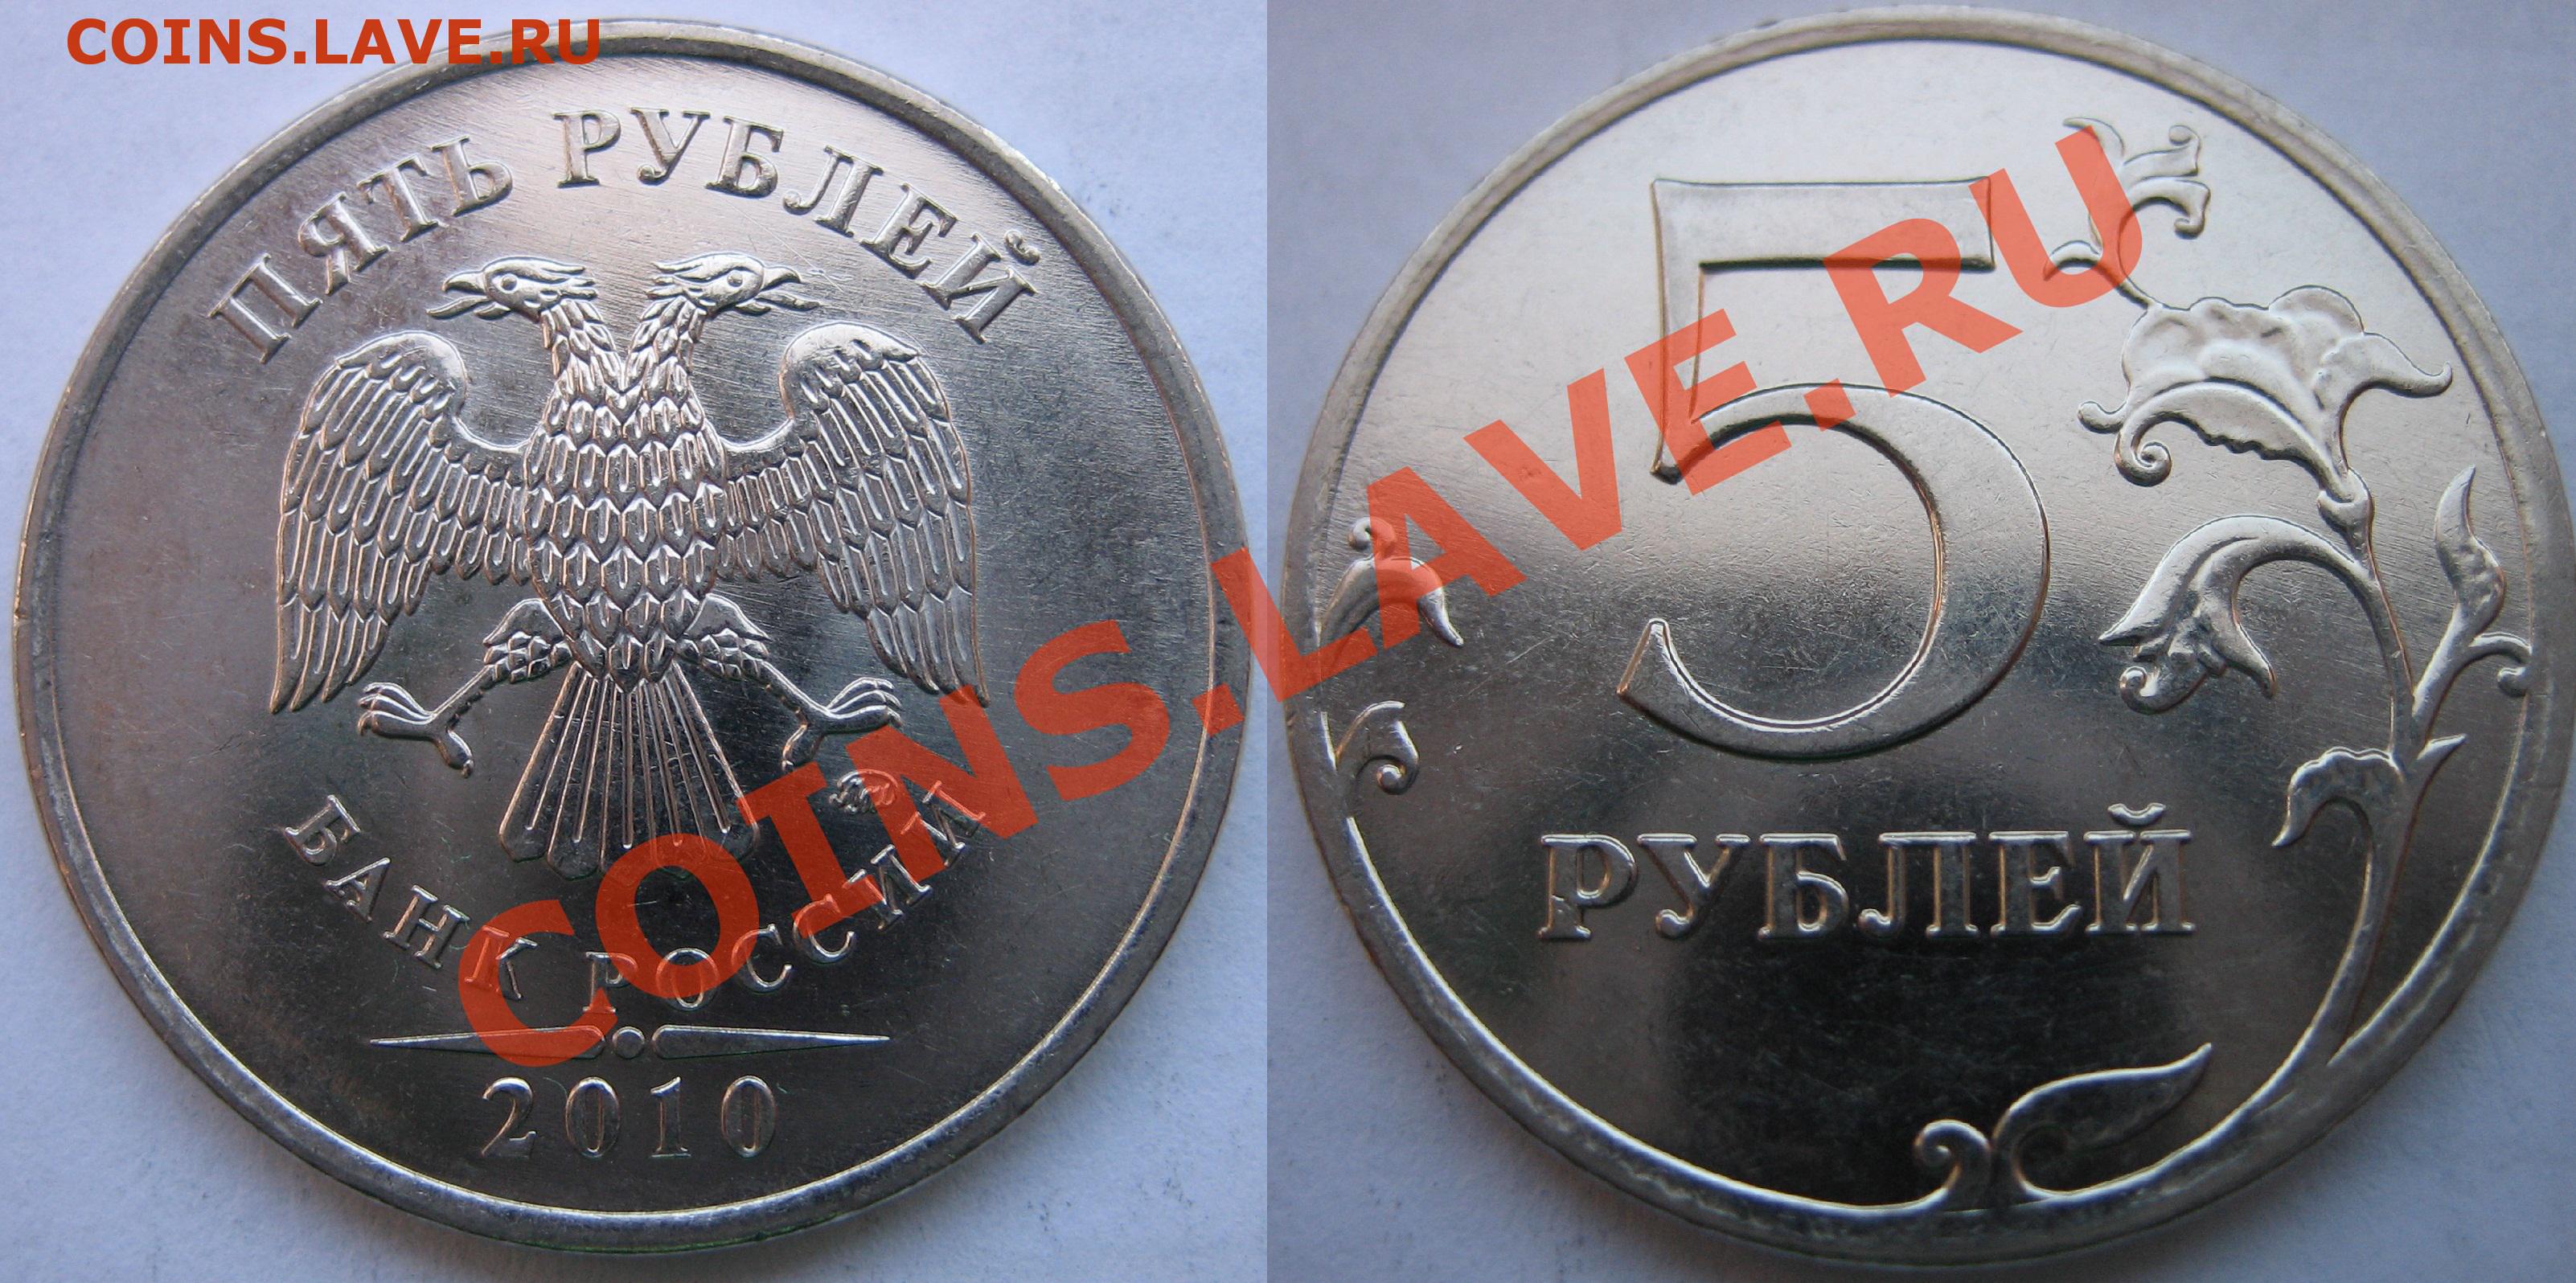 COINS.LAVE.RU
ПЯТЬ РУБЛЕЙ
БАНК РОССИИ
2010
5
РУБЛЕЙ
COINS.LAVE.RU